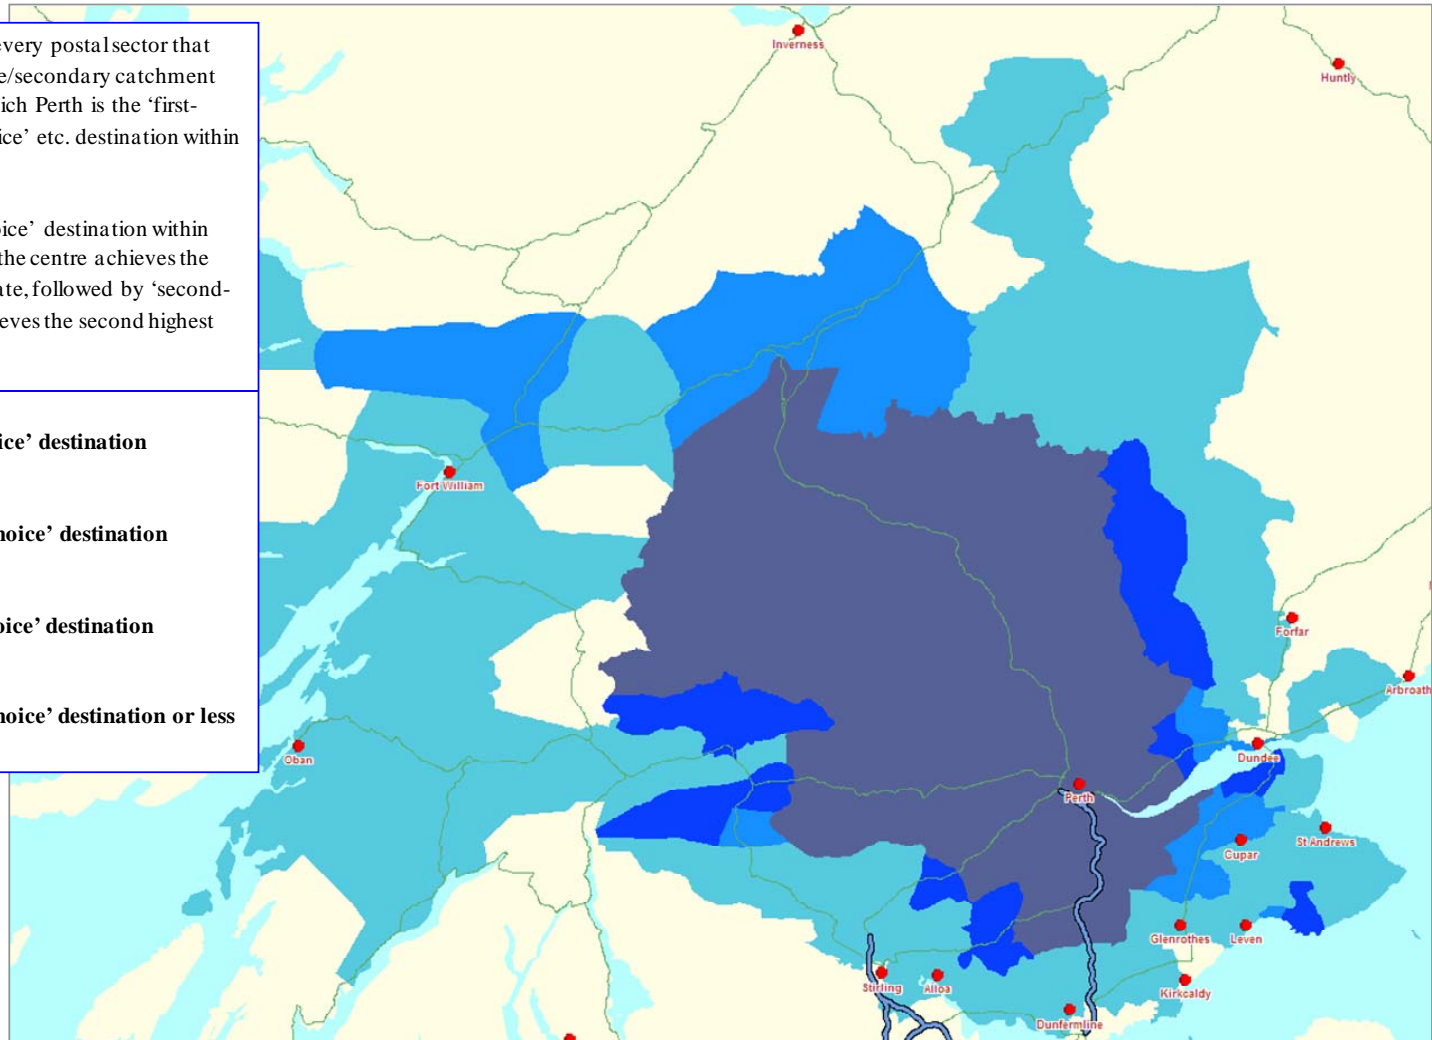 every postal sector that
e/secondary catchment
ich Perth is the ‘first-
ice’ etc. destination within
oice’ destination within
the centre achieves the
ate, followed by ‘second-
ieves the second highest
ice’ destination
hoice’ destination
oice’ destination
hoice’ destination or less
Inverness
Huntly
Fort William
Forfar
Arbroath
Oban
Dundee
Perth
St Andrews
Cupar
Glenrothes
Leven
Stirling
Alloa
Kirkcaldy
Dunfermline